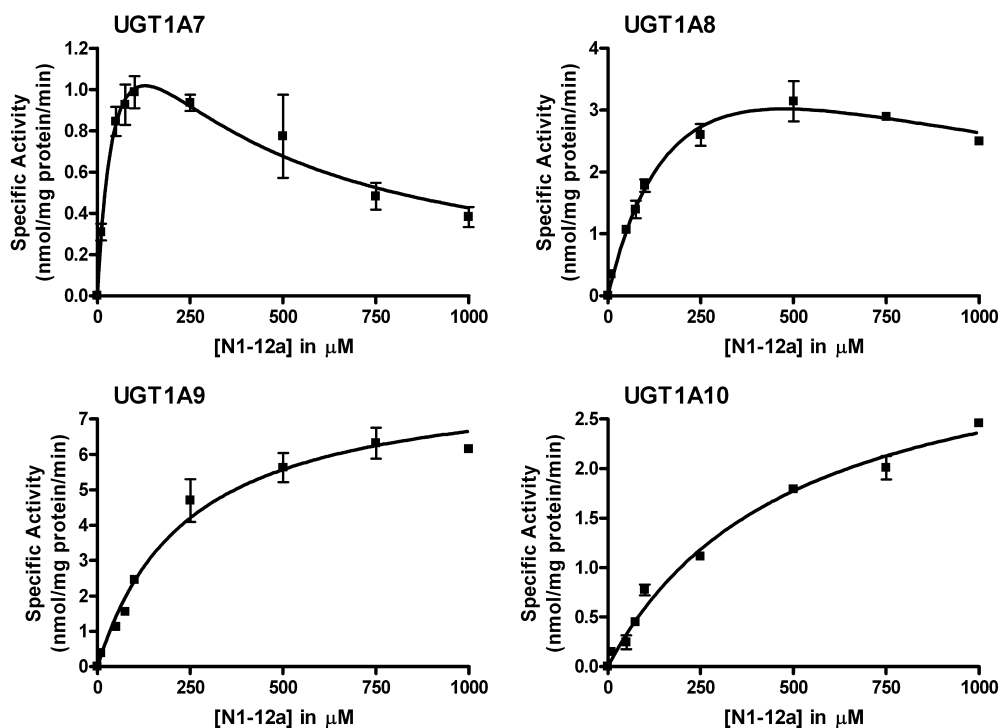 UGT1A7
Specific Activity
(nmol/mg protein/min)
1.2
1.0
0.8
0.6
0.4
0.2
0.0
0
250
500
750
1000
[N1-12a] in μM
UGT1A8
Specific Activity
(nmol/mg protein/min)
4
3
2
1
0
0
250
500
750
1000
[N1-12a] in μM
UGT1A9
Specific Activity
(nmol/mg protein/min)
7
6
5
4
3
2
1
0
0
250
500
750
1000
[N1-12a] in μM
UGT1A10
Specific Activity
(nmol/mg protein/min)
2.5
2.0
1.5
1.0
0.5
0.0
0
250
500
750
1000
[N1-12a] in μM